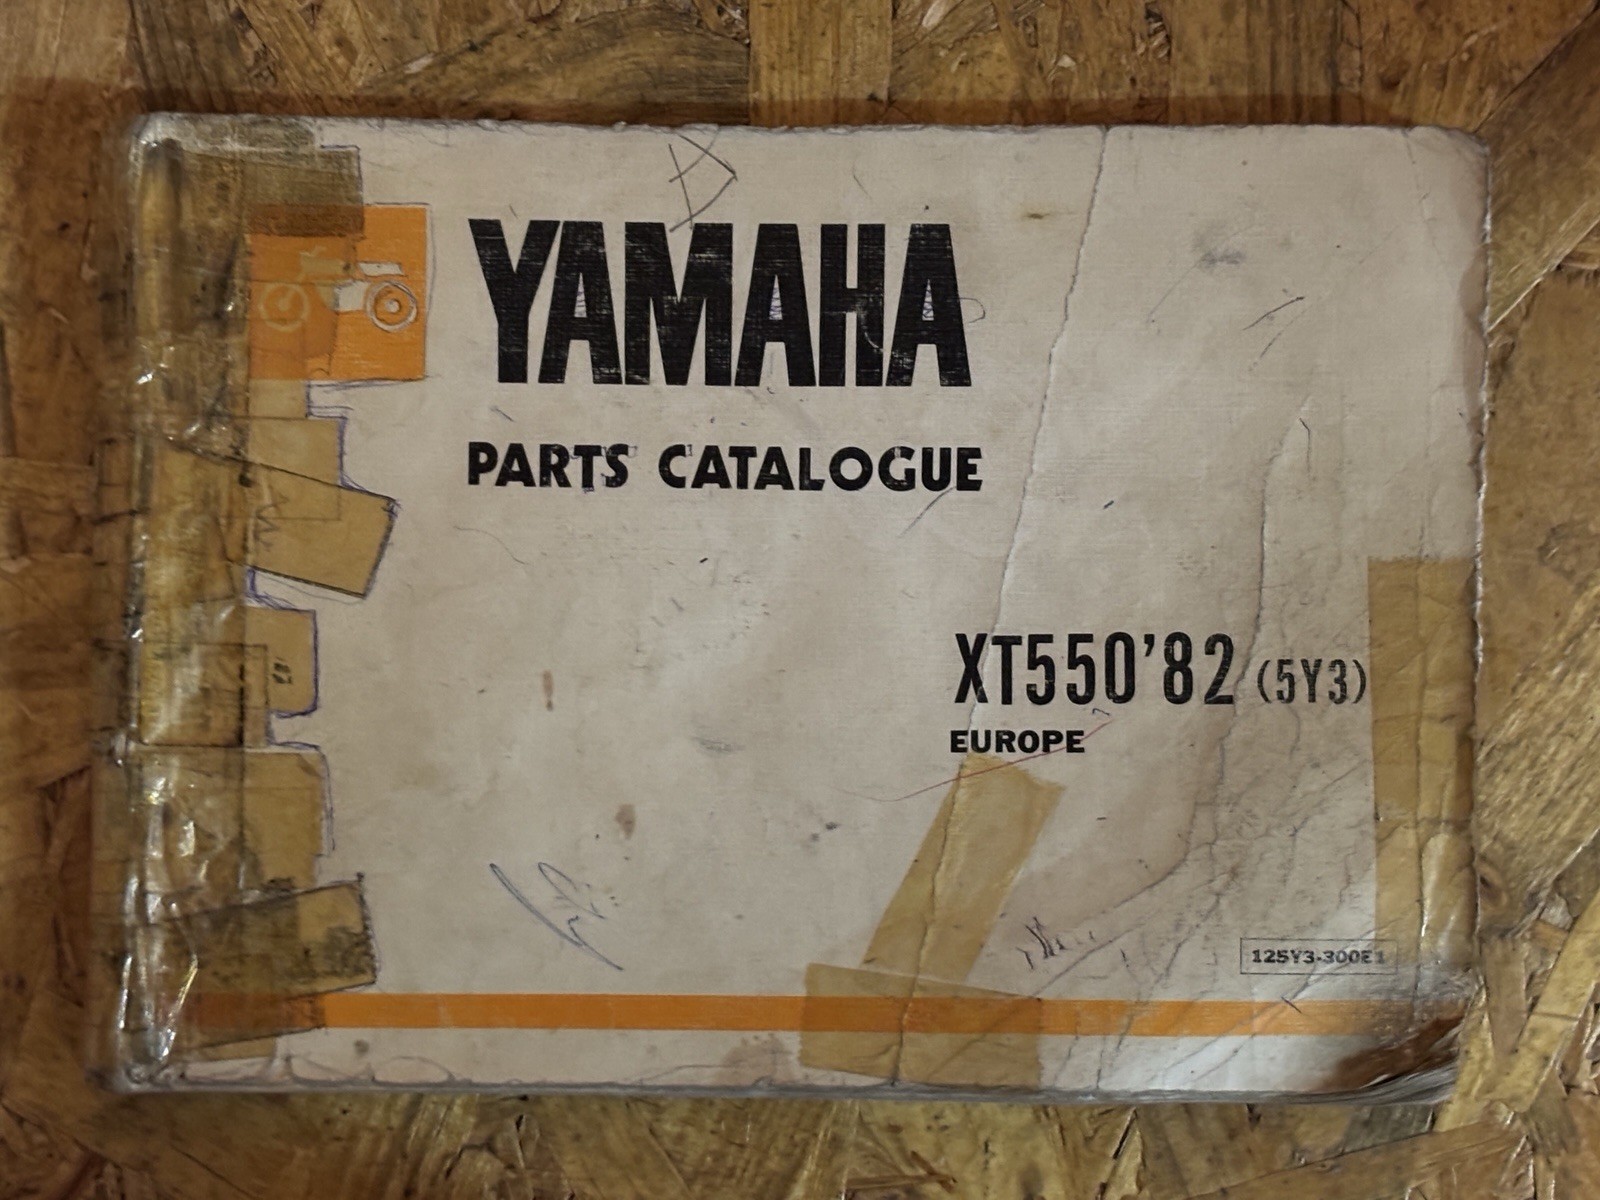 YAMAHA
PARTS CATALOGUE
XT550'82 (5Y3)
EUROPE
125Y3-300E1